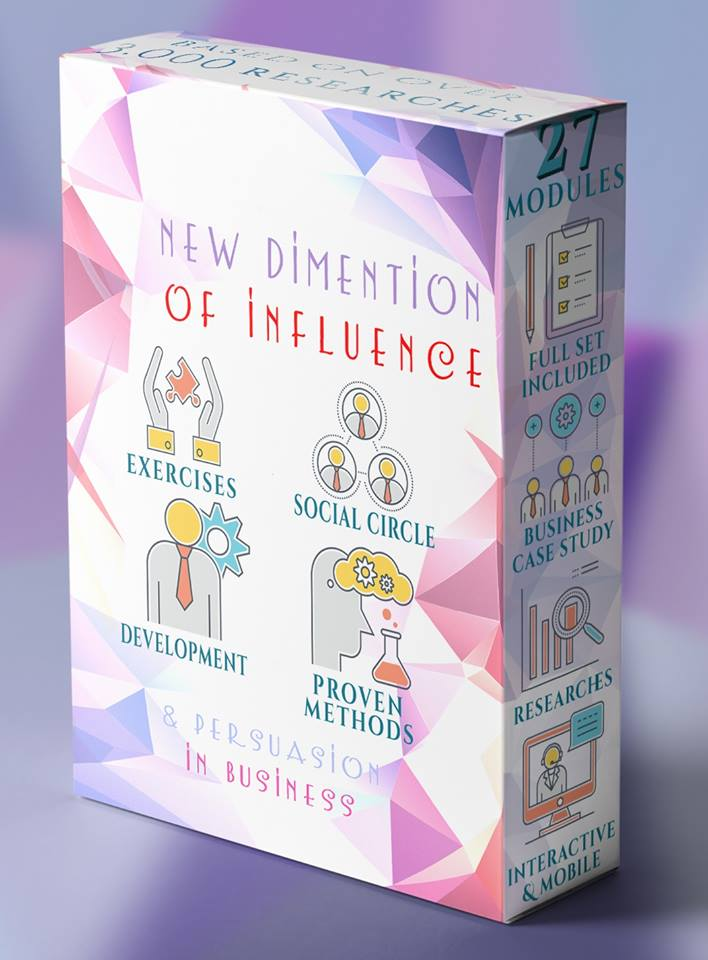 BASED ON OVER
3.000 RESEARCHES
NEW DiMENTiON
OF iNFLUENCE
EXERCISES
SOCIAL CIRCLE
DEVELOPMENT
PROVEN
METHODS
& PERSUASiON
iN BUSiNESS
27
MODULES
FULL SET
INCLUDED
BUSINESS
CASE STUDY
RESEARCHES
INTERACTIVE
& MOBILE